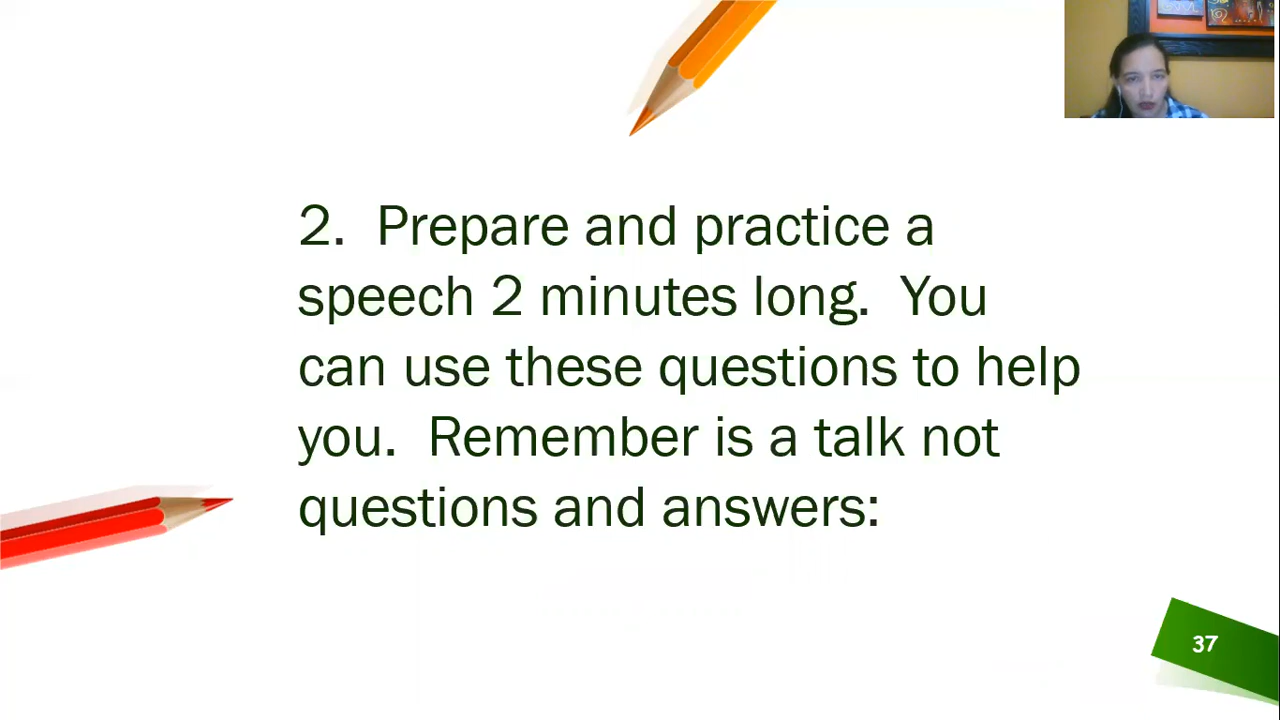 2. Prepare and practice a
speech 2 minutes long. You
can use these questions to help
you. Remember is a talk not
questions and answers:
37